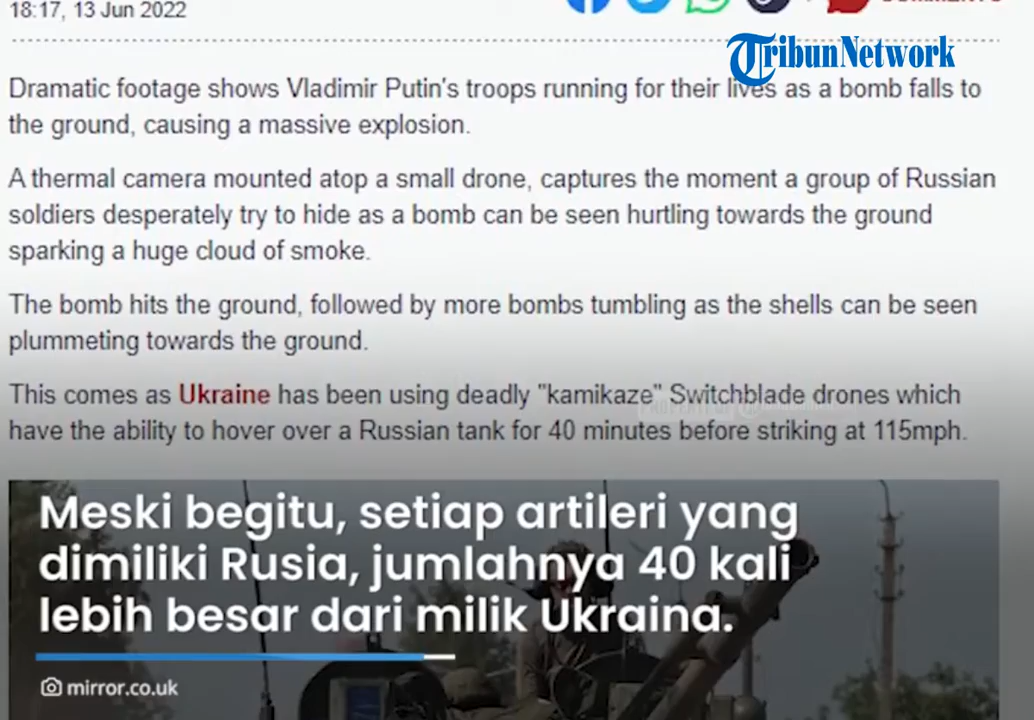 18:17, 13 Jun 2022
TribunNetwork
Dramatic footage shows Vladimir Putin's troops running for their lives as a bomb falls to
the ground, causing a massive explosion.
A thermal camera mounted atop a small drone, captures the moment a group of Russian
soldiers desperately try to hide as a bomb can be seen hurtling towards the ground
sparking a huge cloud of smoke.
The bomb hits the ground, followed by more bombs tumbling as the shells can be seen
plummeting towards the ground.
This comes as Ukraine has been using deadly "kamikaze" Switchblade drones which
have the ability to hover over a Russian tank for 40 minutes before striking at 115mph.
Meski begitu, setiap artileri yang
dimiliki Rusia, jumlahnya 40 kali
lebih besar dari milik Ukraina.
mirror.co.uk